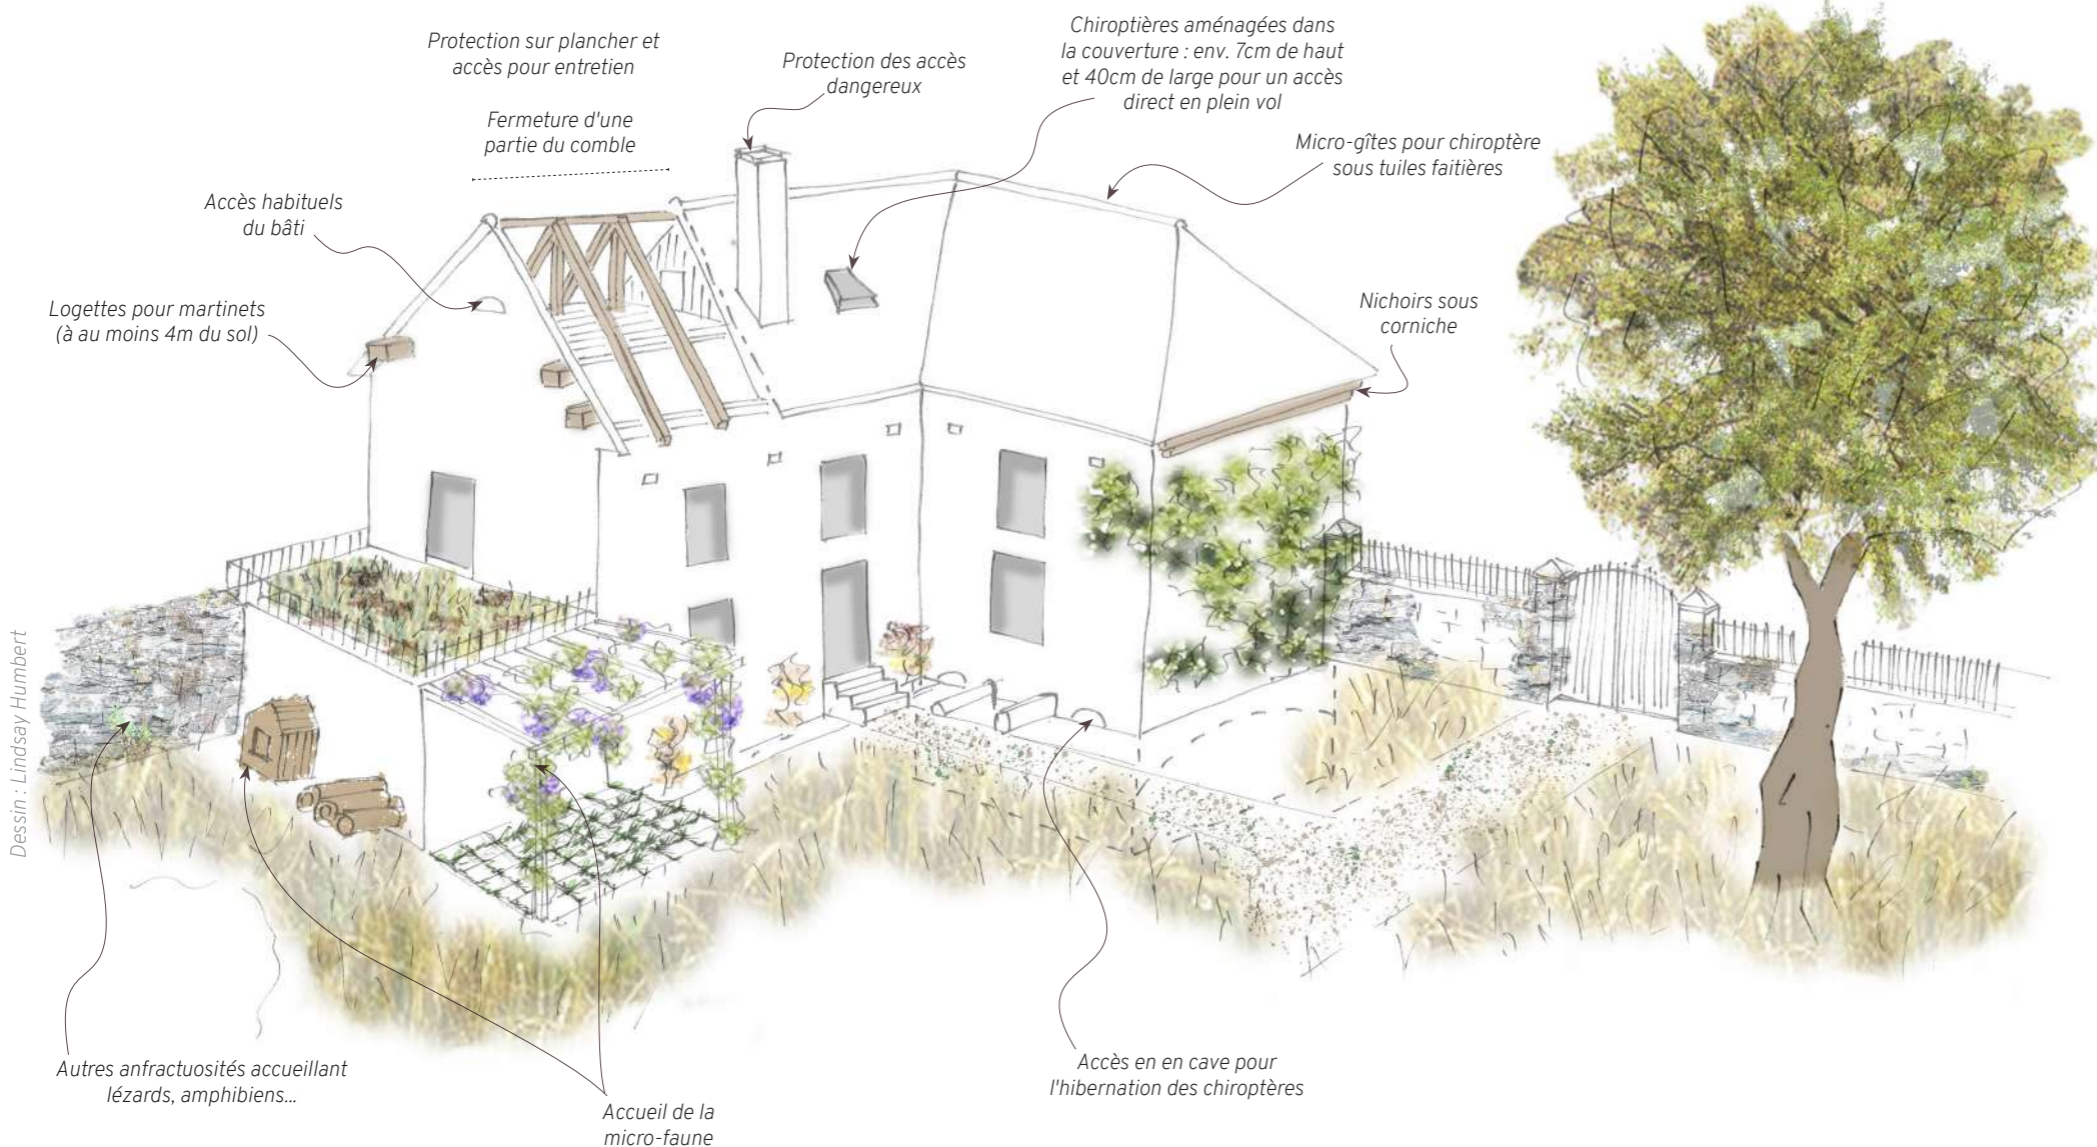 Protection sur plancher et
accès pour entretien
Fermeture d'une
partie du comble
Protection des accès
dangereux
Chiroptières aménagées dans
la couverture : env. 7cm de haut
et 40cm de large pour un accès
direct en plein vol
Micro-gîtes pour chiroptère
sous tuiles faitières
Accès habituels
du bâti
Logettes pour martinets
(à au moins 4m du sol)
Nichoirs sous
corniche
Dessin : Lindsay Humbert
Autres anfractuosités accueillant
lézards, amphibiens...
Accueil de la
micro-faune
Accès en en cave pour
l'hibernation des chiroptères